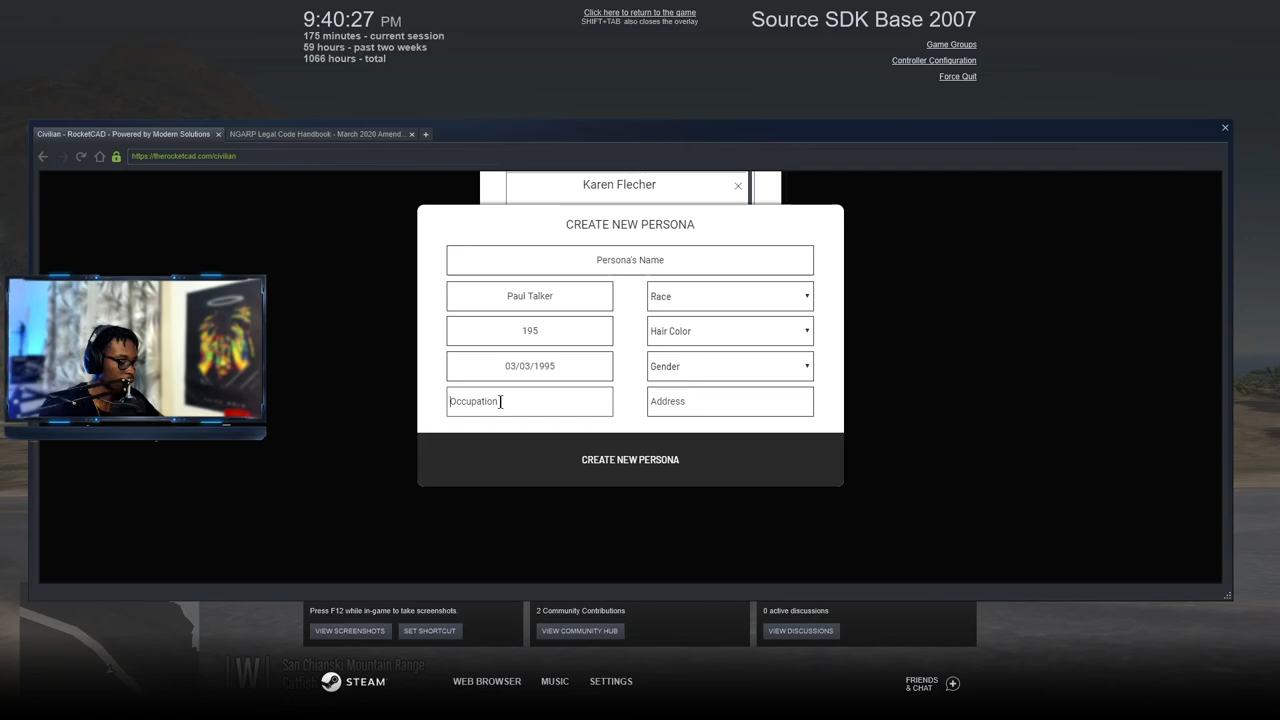 9:40:27 PM
175 minutes - current session
59 hours - past two weeks
1066 hours - total
Click here to return to the game
SHIFT+TAB also closes the overlay
Source SDK Base 2007
Game Groups
Controller Configuration
Force Quit
Civilian - RocketCAD - Powered by Modern Solutions
NGARP Legal Code Handbook - March 2020 Amend...
https://therocketcad.com/civilian
Karen Flecher
CREATE NEW PERSONA
Persona's Name
Paul Talker
Race
195
Hair Color
03/03/1995
Gender
Occupation
Address
CREATE NEW PERSONA
Press F12 while in-game to take screenshots.
VIEW SCREENSHOTS
SET SHORTCUT
2 Community Contributions
VIEW COMMUNITY HUB
0 active discussions
VIEW DISCUSSIONS
W
San Chianski Mountain Range
Catfish
STEAM
WEB BROWSER
MUSIC
SETTINGS
FRIENDS
& CHAT